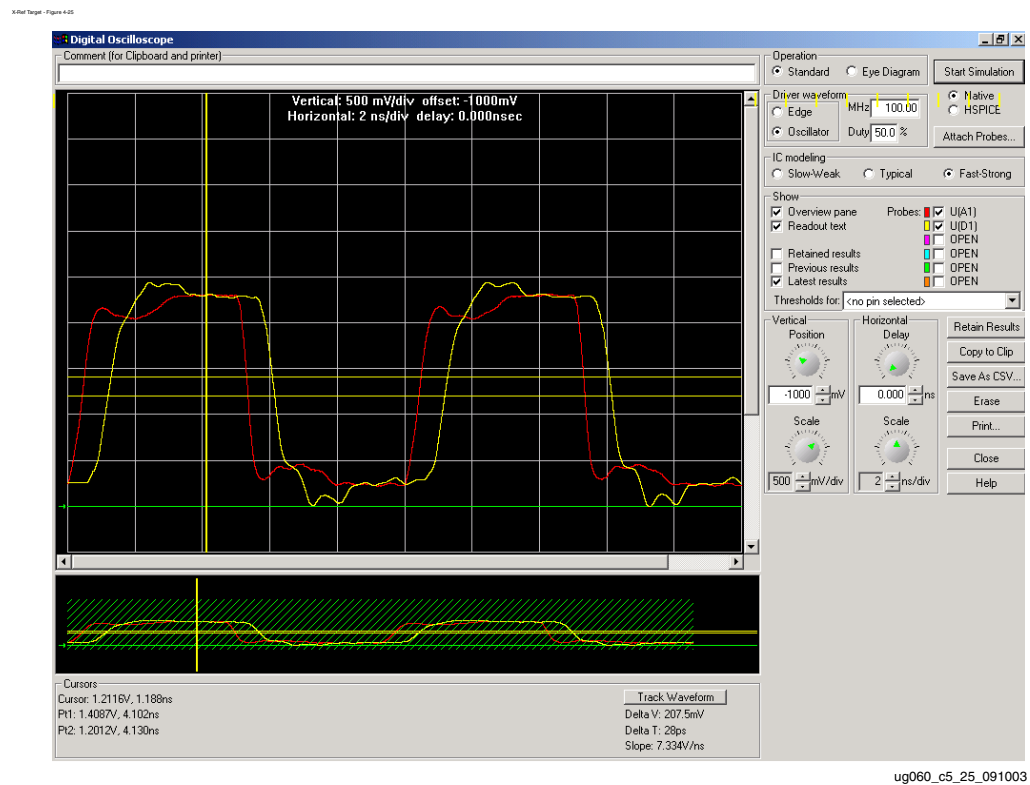 X-Ref Target - Figure 4-25
Digital Oscilloscope
Comment (for Clipboard and printer)
Vertical: 500 mV/div offset: -1000mV
Horizontal: 2 ns/div delay: 0.000nsec
Operation
Standard Eye Diagram
Start Simulation
Driver waveform
Edge
Oscillator
MHz 100.00
Duty 50.0 %
Native
HSPICE
Attach Probes...
IC modeling
Slow-Weak Typical Fast-Strong
Show
Overview pane Probes: U(A1)
Readout text U(D1)
OPEN
Retained results OPEN
Previous results OPEN
Latest results OPEN
Thresholds for: <no pin selected>
Vertical
Position
-1000 mV
Scale
500 mV/div
Horizontal
Delay
0.000 ns
Scale
2 ns/div
Retain Results
Copy to Clip
Save As CSV...
Erase
Print...
Close
Help
Cursors
Cursor: 1.2116V, 1.188ns
Pt1: 1.4087V, 4.102ns
Pt2: 1.2012V, 4.130ns
Track Waveform
Delta V: 207.5mV
Delta T: 28ps
Slope: 7.334V/ns
ug060_c5_25_091003